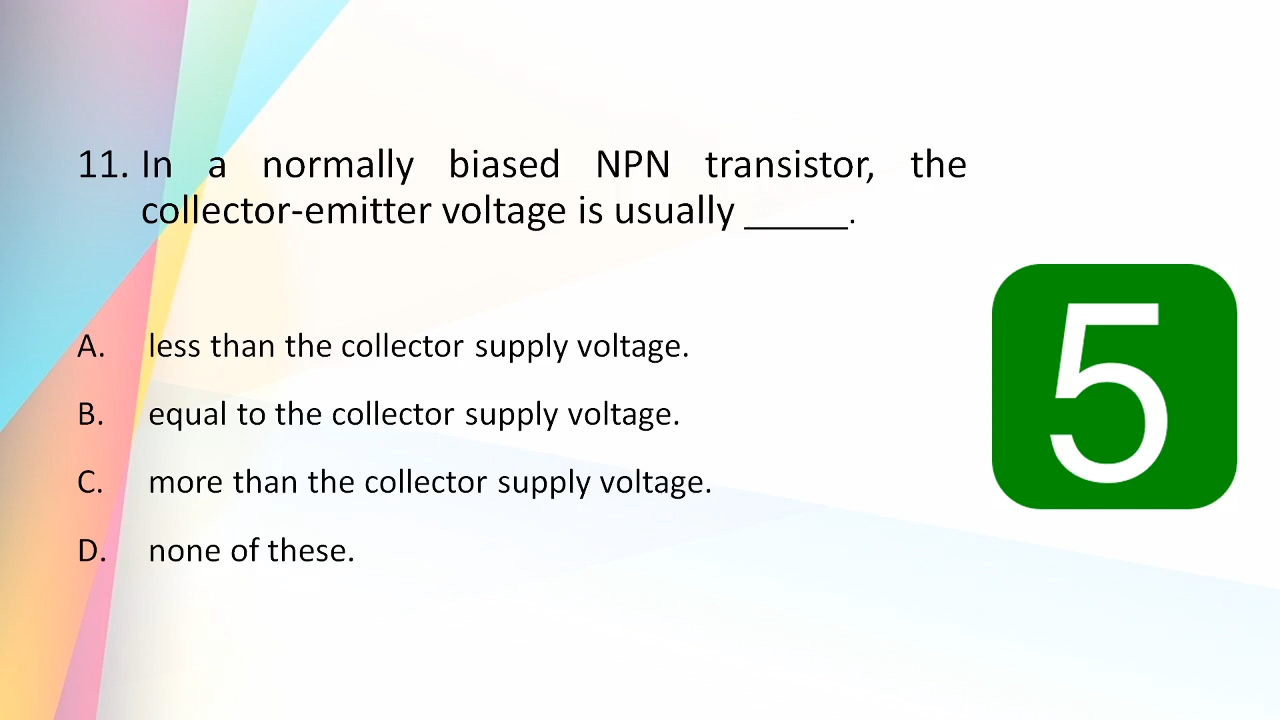 11. In a normally biased NPN transistor, the
collector-emitter voltage is usually _____.
A. less than the collector supply voltage.
B. equal to the collector supply voltage.
5
C. more than the collector supply voltage.
D. none of these.